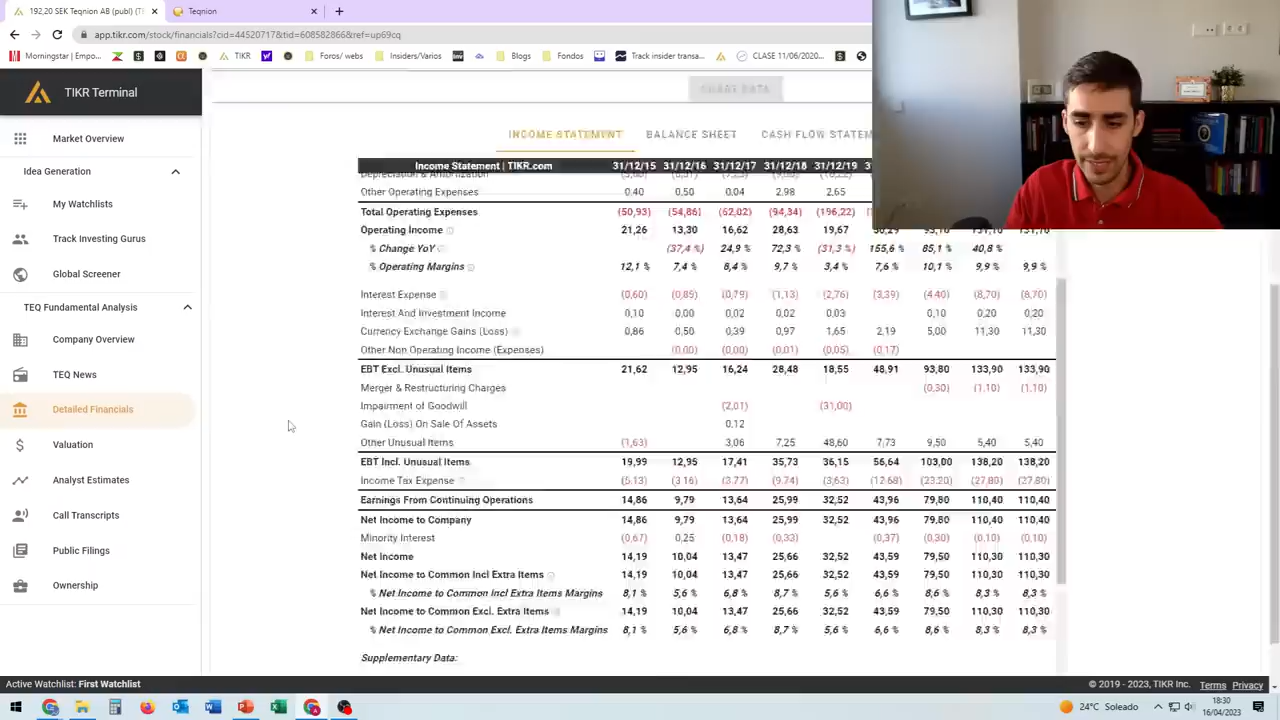 192,20 SEK Teqnion AB (publ) (TI
Teqnion
app.tikr.com/stock/financials?cid=44520717&tid=608582866&ref=up69cq
Morningstar | Empo...
TIKR
Foros/ webs
Insiders/Varios
Blogs
Fondos
Track insider transa...
CLASE 11/06/2020...
TIKR Terminal
CHART DATA
Market Overview
Idea Generation
My Watchlists
Track Investing Gurus
Global Screener
TEQ Fundamental Analysis
Company Overview
TEQ News
Detailed Financials
Valuation
Analyst Estimates
Call Transcripts
Public Filings
Ownership
INCOME STATEMENT BALANCE SHEET CASH FLOW STATEM
Income Statement | TIKR.com 31/12/15 31/12/16 31/12/17 31/12/18 31/12/19
Depreciation & Amortization
Other Operating Expenses 0,40 0,50 0,04 2,98 2,65
Total Operating Expenses (50,93) (54,86) (62,02) (94,34) (196,22)
Operating Income 21,26 13,30 16,62 28,63 19,67
% Change YoY (37,4 %) 24,9 % 72,3 % (31,3 %) 155,6 % 85,1 % 40,8 %
% Operating Margins 12,1 % 7,4 % 8,4 % 9,7 % 3,4 % 7,6 % 10,1 % 9,9 % 9,9 %
Interest Expense (0,60) (0,85) (0,79) (1,13) (2,76) (3,39) (4,40) (8,70) (8,70)
Interest And Investment Income 0,10 0,00 0,02 0,02 0,03 0,10 0,20 0,20
Currency Exchange Gains (Loss) 0,86 0,50 0,39 0,97 1,65 2,19 5,00 11,30 11,30
Other Non Operating Income (Expenses) (0,00) (0,00) (0,01) (0,05) (0,17)
EBT Excl. Unusual Items 21,62 12,95 16,24 28,48 18,55 48,91 93,80 133,90 133,90
Merger & Restructuring Charges (0,30) (1,10) (1,10)
Impairment of Goodwill (2,01) (31,00)
Gain (Loss) On Sale Of Assets 0,12
Other Unusual Items (1,63) 3,06 7,25 48,60 7,73 9,50 5,40 5,40
EBT Incl. Unusual Items 19,99 12,95 17,41 35,73 36,15 56,64 103,00 138,20 138,20
Income Tax Expense (5,13) (3,16) (3,77) (9,74) (3,63) (12,68) (23,20) (27,80) (27,80)
Earnings From Continuing Operations 14,86 9,79 13,64 25,99 32,52 43,96 79,80 110,40 110,40
Net Income to Company 14,86 9,79 13,64 25,99 32,52 43,96 79,80 110,40 110,40
Minority Interest (0,67) 0,25 (0,18) (0,33) (0,37) (0,30) (0,10) (0,10)
Net Income 14,19 10,04 13,47 25,66 32,52 43,59 79,50 110,30 110,30
Net Income to Common Incl Extra Items 14,19 10,04 13,47 25,66 32,52 43,59 79,50 110,30 110,30
% Net Income to Common Incl Extra Items Margins 8,1 % 5,6 % 6,8 % 8,7 % 5,6 % 6,6 % 8,6 % 8,3 % 8,3 %
Net Income to Common Excl. Extra Items 14,19 10,04 13,47 25,66 32,52 43,59 79,50 110,30 110,30
% Net Income to Common Excl. Extra Items Margins 8,1 % 5,6 % 6,8 % 8,7 % 5,6 % 6,6 % 8,6 % 8,3 % 8,3 %
Supplementary Data:
Active Watchlist: First Watchlist
© 2019 - 2023, TIKR Inc. Terms Privacy
24°C Soleado
18:30
16/04/2023